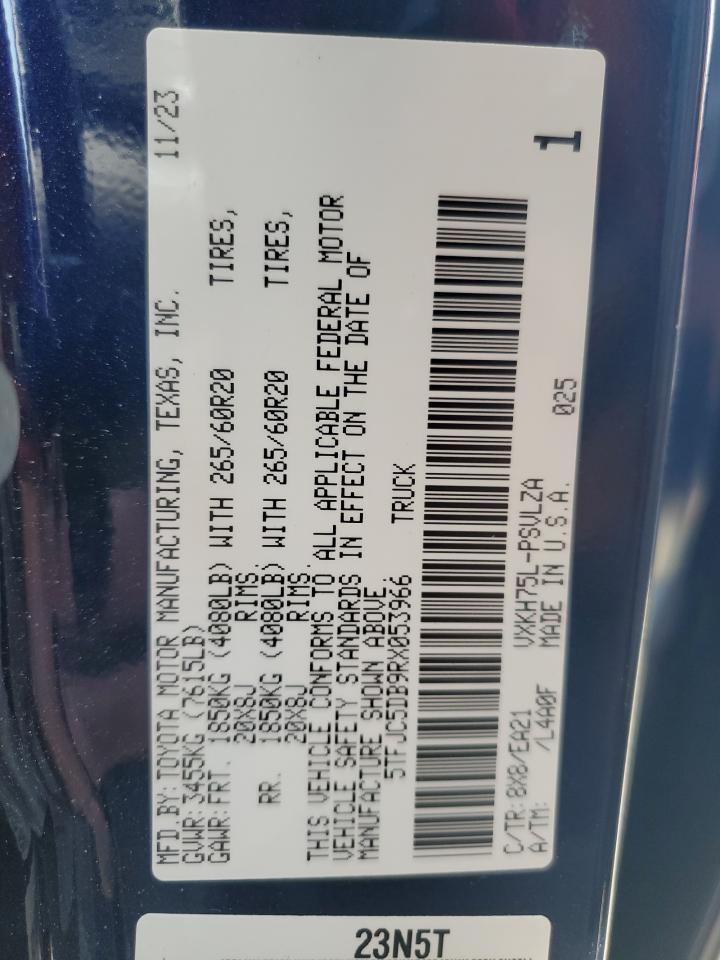 MFD BY: TOYOTA MOTOR MANUFACTURING, TEXAS, INC. 11/23
GVWR: 3455KG (7615LB)
GAWR: FRT. 1850KG (4080LB) WITH 265/60R20 TIRES,
20X8J RIMS
RR. 1850KG (4080LB) WITH 265/60R20 TIRES,
20X8J RIMS.
THIS VEHICLE CONFORMS TO ALL APPLICABLE FEDERAL MOTOR
VEHICLE SAFETY STANDARDS IN EFFECT ON THE DATE OF
MANUFACTURE SHOWN ABOVE.
5TFJC5DB9RX053966 TRUCK
C/TR: 8X8/EA21 VXKH75L-PSVLZA 025
A/TM: /L4A0F MADE IN U.S.A.
1
23N5T